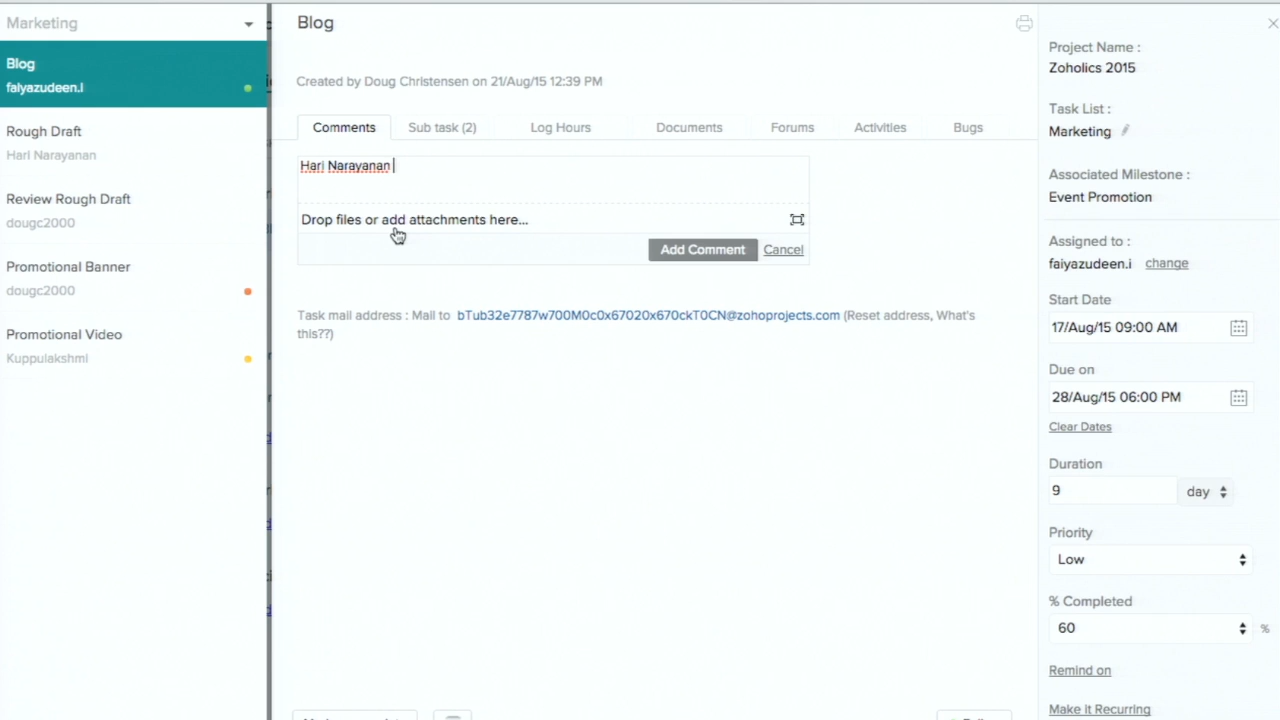 Marketing
Blog
faiyazudeen.i
Rough Draft
Hari Narayanan
Review Rough Draft
dougc2000
Promotional Banner
dougc2000
Promotional Video
Kuppulakshmi
Blog
Created by Doug Christensen on 21/Aug/15 12:39 PM
Comments Sub task (2) Log Hours Documents Forums Activities Bugs
Hari Narayanan
Drop files or add attachments here...
Add Comment Cancel
Task mail address : Mail to bTub32e7787w700M0c0x67020x670ckT0CN@zohoprojects.com (Reset address, What's
this??)
Project Name :
Zoholics 2015
Task List :
Marketing
Associated Milestone :
Event Promotion
Assigned to :
faiyazudeen.i change
Start Date
17/Aug/15 09:00 AM
Due on
28/Aug/15 06:00 PM
Clear Dates
Duration
9 day
Priority
Low
% Completed
60 %
Remind on
Make it Recurring